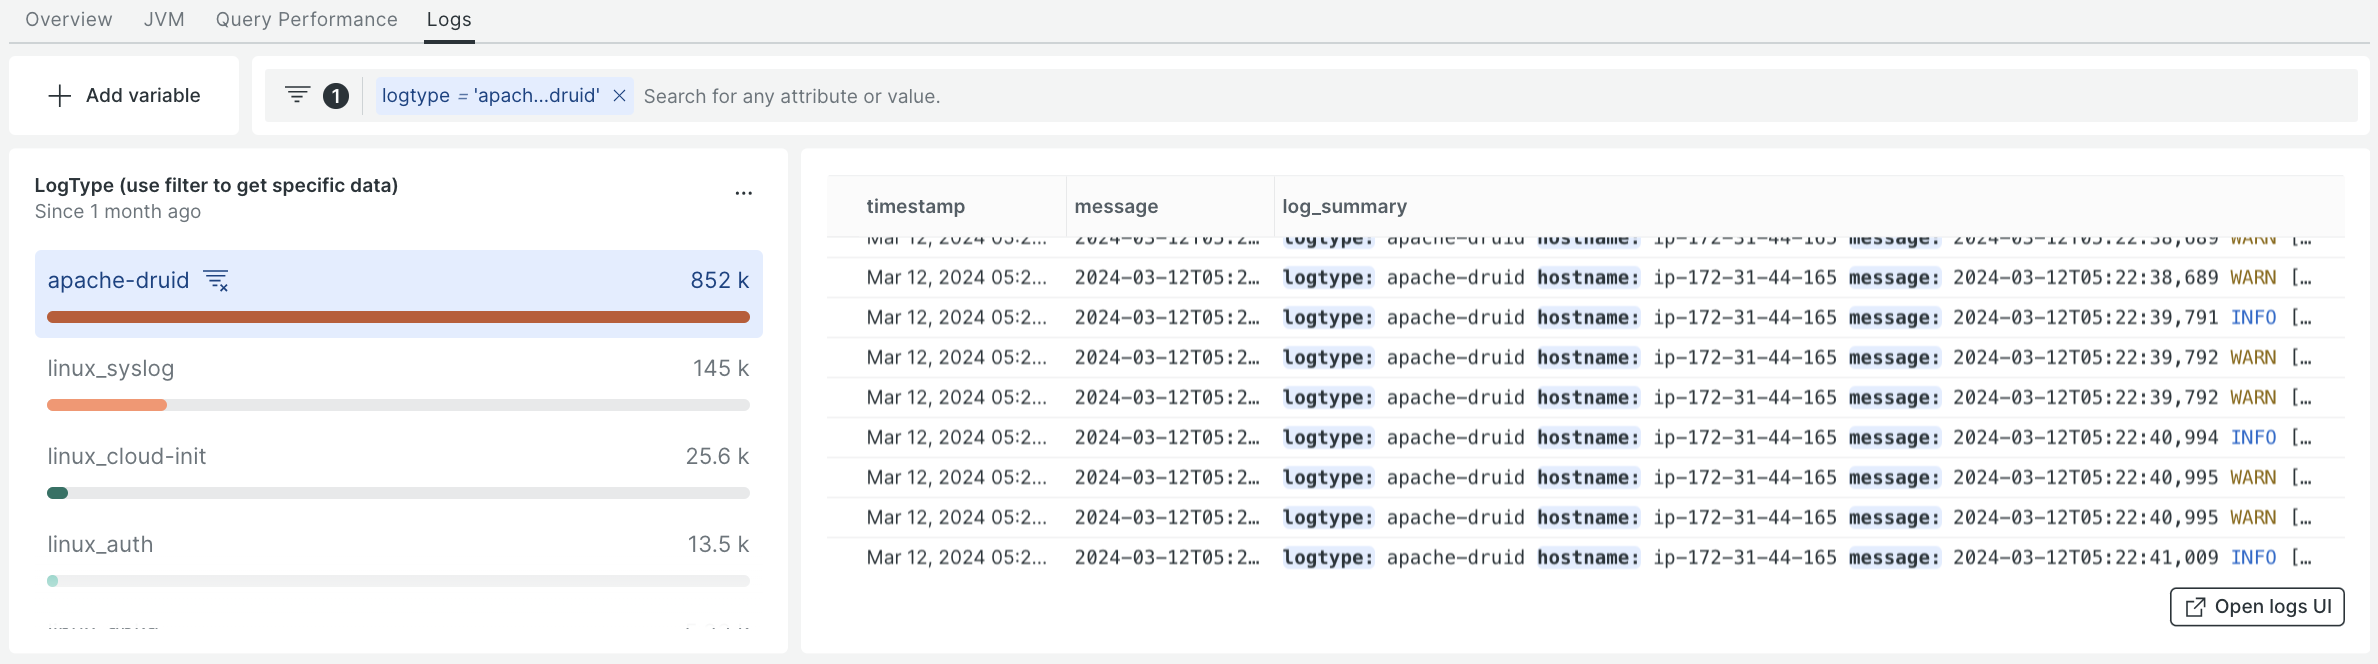 Overview JVM Query Performance Logs
Add variable
1 logtype = 'apach...druid' × Search for any attribute or value.
LogType (use filter to get specific data)
Since 1 month ago
...
apache-druid 852 k
linux_syslog 145 k
linux_cloud-init 25.6 k
linux_auth 13.5 k
timestamp message log_summary
Mar 12, 2024 05:2... 2024-03-12T05:2... logtype: apache-druid hostname: ip-172-31-44-165 message: 2024-03-12T05:22:38,689 WARN [...
Mar 12, 2024 05:2... 2024-03-12T05:2... logtype: apache-druid hostname: ip-172-31-44-165 message: 2024-03-12T05:22:38,689 WARN [...
Mar 12, 2024 05:2... 2024-03-12T05:2... logtype: apache-druid hostname: ip-172-31-44-165 message: 2024-03-12T05:22:39,791 INFO [...
Mar 12, 2024 05:2... 2024-03-12T05:2... logtype: apache-druid hostname: ip-172-31-44-165 message: 2024-03-12T05:22:39,792 WARN [...
Mar 12, 2024 05:2... 2024-03-12T05:2... logtype: apache-druid hostname: ip-172-31-44-165 message: 2024-03-12T05:22:39,792 WARN [...
Mar 12, 2024 05:2... 2024-03-12T05:2... logtype: apache-druid hostname: ip-172-31-44-165 message: 2024-03-12T05:22:40,994 INFO [...
Mar 12, 2024 05:2... 2024-03-12T05:2... logtype: apache-druid hostname: ip-172-31-44-165 message: 2024-03-12T05:22:40,995 WARN [...
Mar 12, 2024 05:2... 2024-03-12T05:2... logtype: apache-druid hostname: ip-172-31-44-165 message: 2024-03-12T05:22:40,995 WARN [...
Mar 12, 2024 05:2... 2024-03-12T05:2... logtype: apache-druid hostname: ip-172-31-44-165 message: 2024-03-12T05:22:41,009 INFO [...
Open logs UI